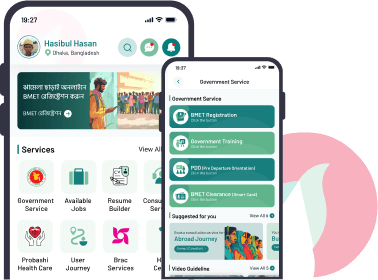 19:27
Hasibul Hasan
Dhaka, Bangladesh
ঝামেলা ছাড়াই অনলাইন
BMET রেজিস্ট্রেশন করুন
BMET রেজিস্ট্রেশন
Services
View All
Government
Service
Available
Jobs
Resume
Builder
Consul
Serv
Probashi
Health Care
User
Journey
Brac
Services
H
C
19:27
Government Service
Government Service
BMET Registration
Click the button
Government Training
Click the button
PDO (Pre Departure Orientation)
Click the button
BMET Clearance (Smart Card)
Click the button
Suggested for you
View All
Abroad Journey
Video Guideline
View All